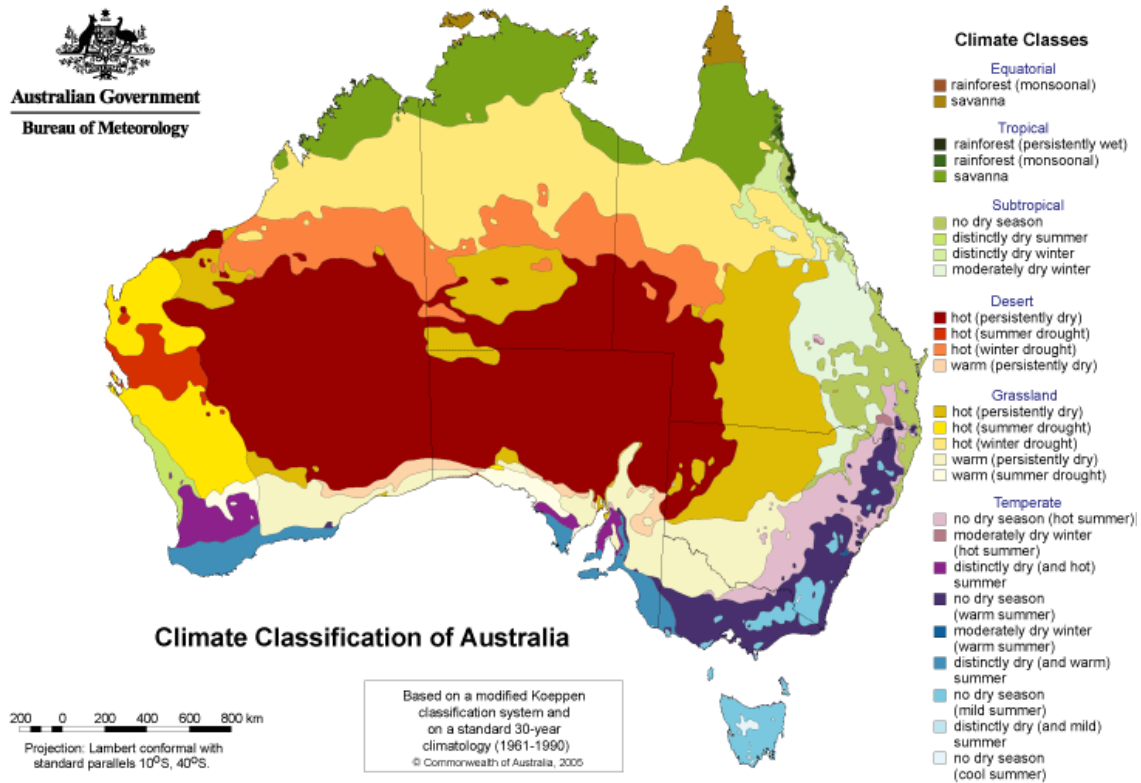 Australian Government
Bureau of Meteorology
Climate Classes
Equatorial
rainforest (monsoonal)
savanna
Tropical
rainforest (persistently wet)
rainforest (monsoonal)
savanna
Subtropical
no dry season
distinctly dry summer
distinctly dry winter
moderately dry winter
Desert
hot (persistently dry)
hot (summer drought)
hot (winter drought)
warm (persistently dry)
Grassland
hot (persistently dry)
hot (summer drought)
hot (winter drought)
warm (persistently dry)
warm (summer drought)
Temperate
no dry season (hot summer)
moderately dry winter
(hot summer)
distinctly dry (and hot)
summer
no dry season
(warm summer)
moderately dry winter
(warm summer)
distinctly dry (and warm)
summer
no dry season
(mild summer)
distinctly dry (and mild)
summer
no dry season
(cool summer)
Climate Classification of Australia
Based on a modified Koeppen
classification system and
on a standard 30-year
climatology (1961-1990)
© Commonwealth of Australia, 2005
200 0 200 400 600 800 km
Projection: Lambert conformal with
standard parallels 10°S, 40°S.